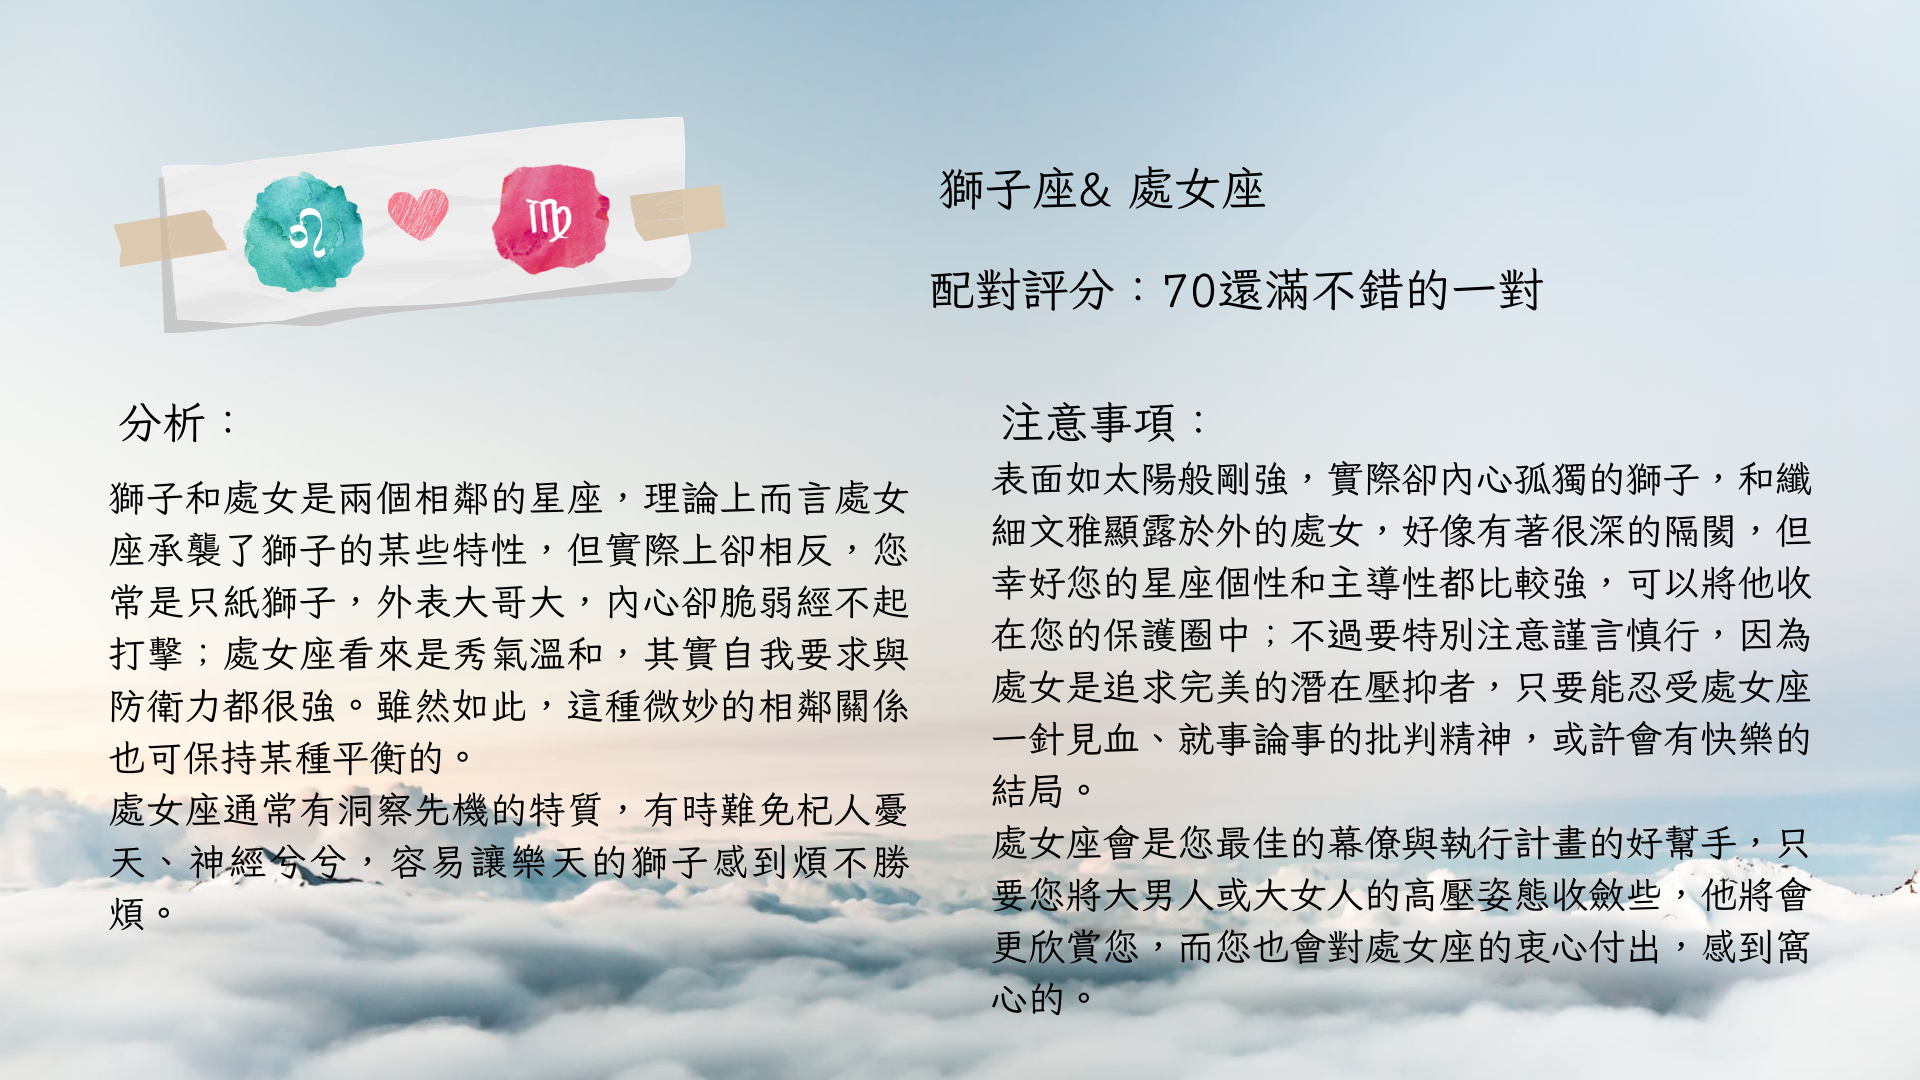 獅子座& 處女座
配對評分：70還滿不錯的一對
分析：
獅子和處女是兩個相鄰的星座，理論上而言處女
座承襲了獅子的某些特性，但實際上卻相反，您
常是只紙獅子，外表大哥大，內心卻脆弱經不起
打擊；處女座看來是秀氣溫和，其實自我要求與
防衛力都很強。雖然如此，這種微妙的相鄰關係
也可保持某種平衡的。
處女座通常有洞察先機的特質，有時難免杞人憂
天、神經兮兮，容易讓樂天的獅子感到煩不勝
煩。
注意事項：
表面如太陽般剛強，實際卻內心孤獨的獅子，和纖
細文雅顯露於外的處女，好像有著很深的隔閡，但
幸好您的星座個性和主導性都比較強，可以將他收
在您的保護圈中；不過要特別注意謹言慎行，因為
處女是追求完美的潛在壓抑者，只要能忍受處女座
一針見血、就事論事的批判精神，或許會有快樂的
結局。
處女座會是您最佳的幕僚與執行計畫的好幫手，只
要您將大男人或大女人的高壓姿態收斂些，他將會
更欣賞您，而您也會對處女座的衷心付出，感到窩
心的。